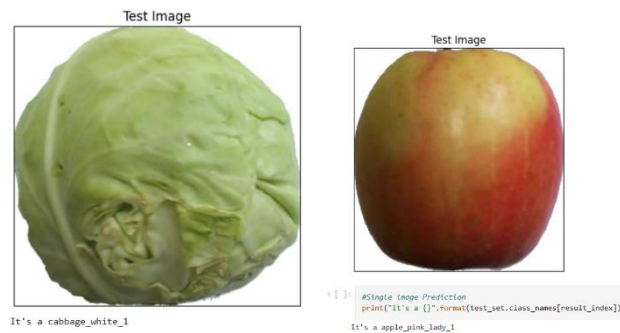 Test Image
It's a cabbage_white_1
Test Image
[ ]:
#Single image Prediction
print("It's a {}".format(test_set.class_names[result_index])
It's a apple_pink_lady_1